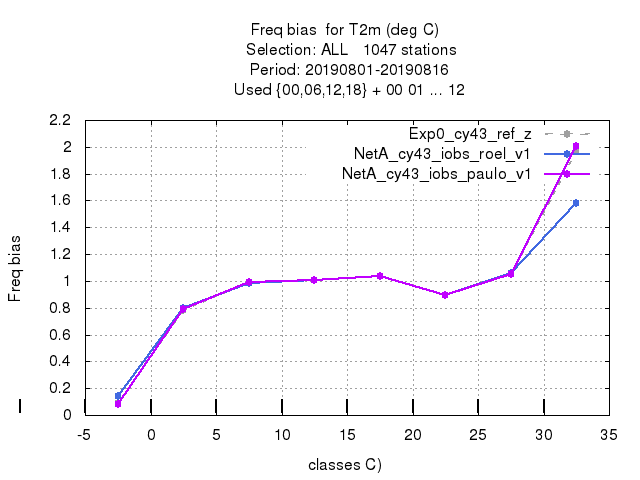 Freq bias  for T2m (deg C)
Selection: ALL   1047 stations
Period: 20190801-20190816
Used {00,06,12,18} + 00 01 ... 12
Exp0_cy43_ref_z
NetA_cy43_iobs_roel_v1
NetA_cy43_iobs_paulo_v1
Freq bias
2.2
2
1.8
1.6
1.4
1.2
1
0.8
0.6
0.4
0.2
0
-5 0 5 10 15 20 25 30 35
classes C)